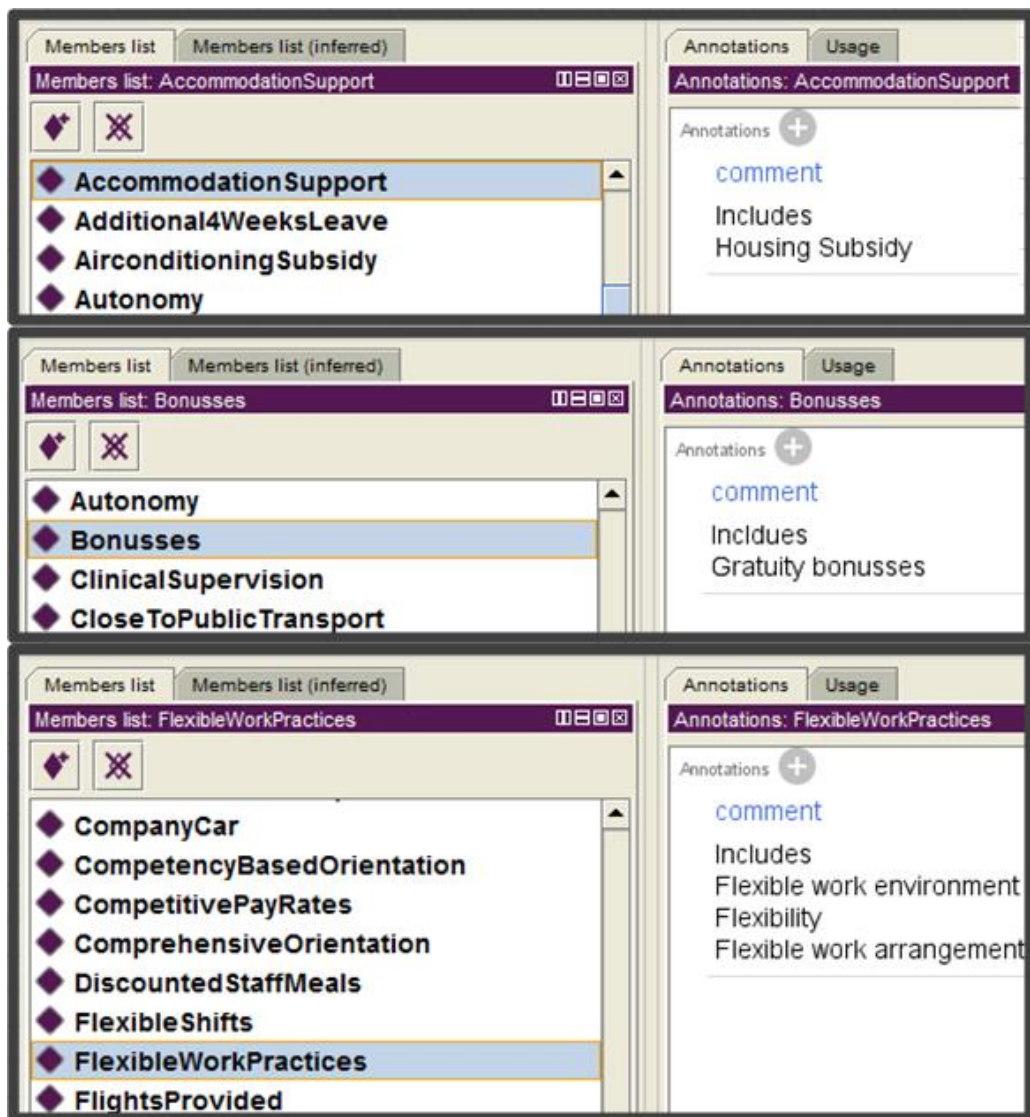 Members list Members list (inferred) Annotations Usage
Members list: AccommodationSupport Annotations: AccommodationSupport
Annotations
AccommodationSupport comment
Additional4WeeksLeave Includes
AirconditioningSubsidy Housing Subsidy
Autonomy
Members list Members list (inferred) Annotations Usage
Members list: Bonusses Annotations: Bonusses
Annotations
Autonomy comment
Bonusses Incldues
ClinicalSupervision Gratuity bonusses
CloseToPublicTransport
Members list Members list (inferred) Annotations Usage
Members list: FlexibleWorkPractices Annotations: FlexibleWorkPractices
Annotations
CompanyCar comment
CompetencyBasedOrientation Includes
CompetitivePayRates Flexible work environment
ComprehensiveOrientation Flexibility
DiscountedStaffMeals Flexible work arrangement
FlexibleShifts
FlexibleWorkPractices
FlightsProvided